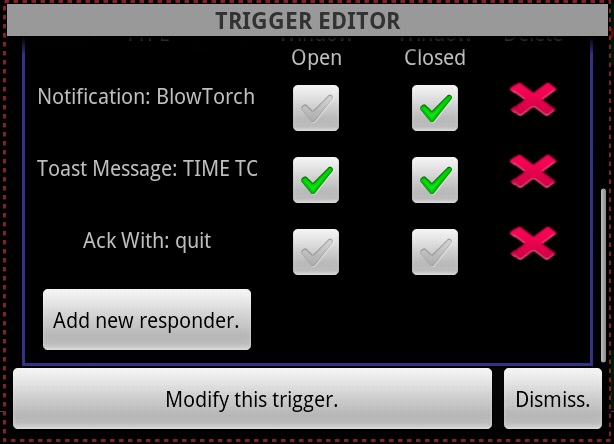 TRIGGER EDITOR
Open Closed
Notification: BlowTorch
Toast Message: TIME TC
Ack With: quit
Add new responder.
Modify this trigger. Dismiss.